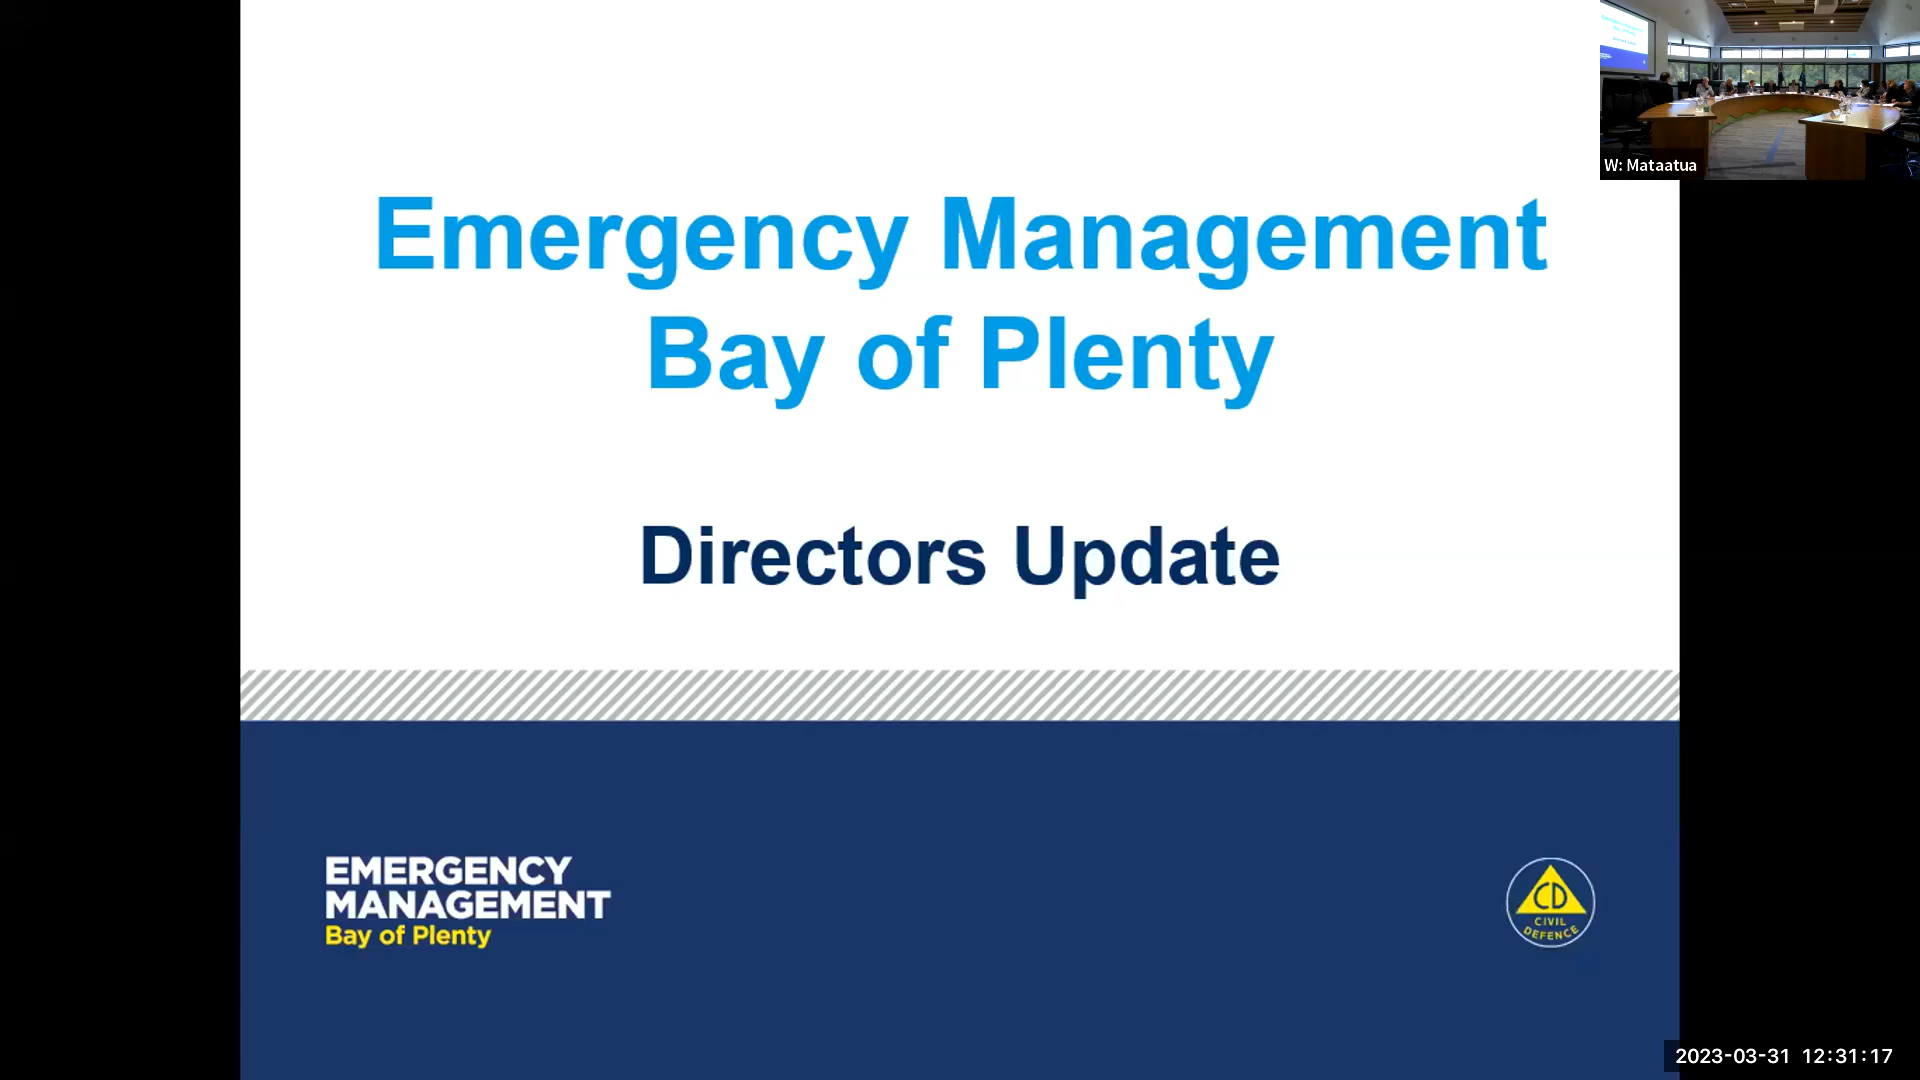 Emergency Management
Bay of Plenty
Directors Update
EMERGENCY
MANAGEMENT
Bay of Plenty
CD
CIVIL
DEFENCE
W: Mataatua
2023-03-31 12:31:17